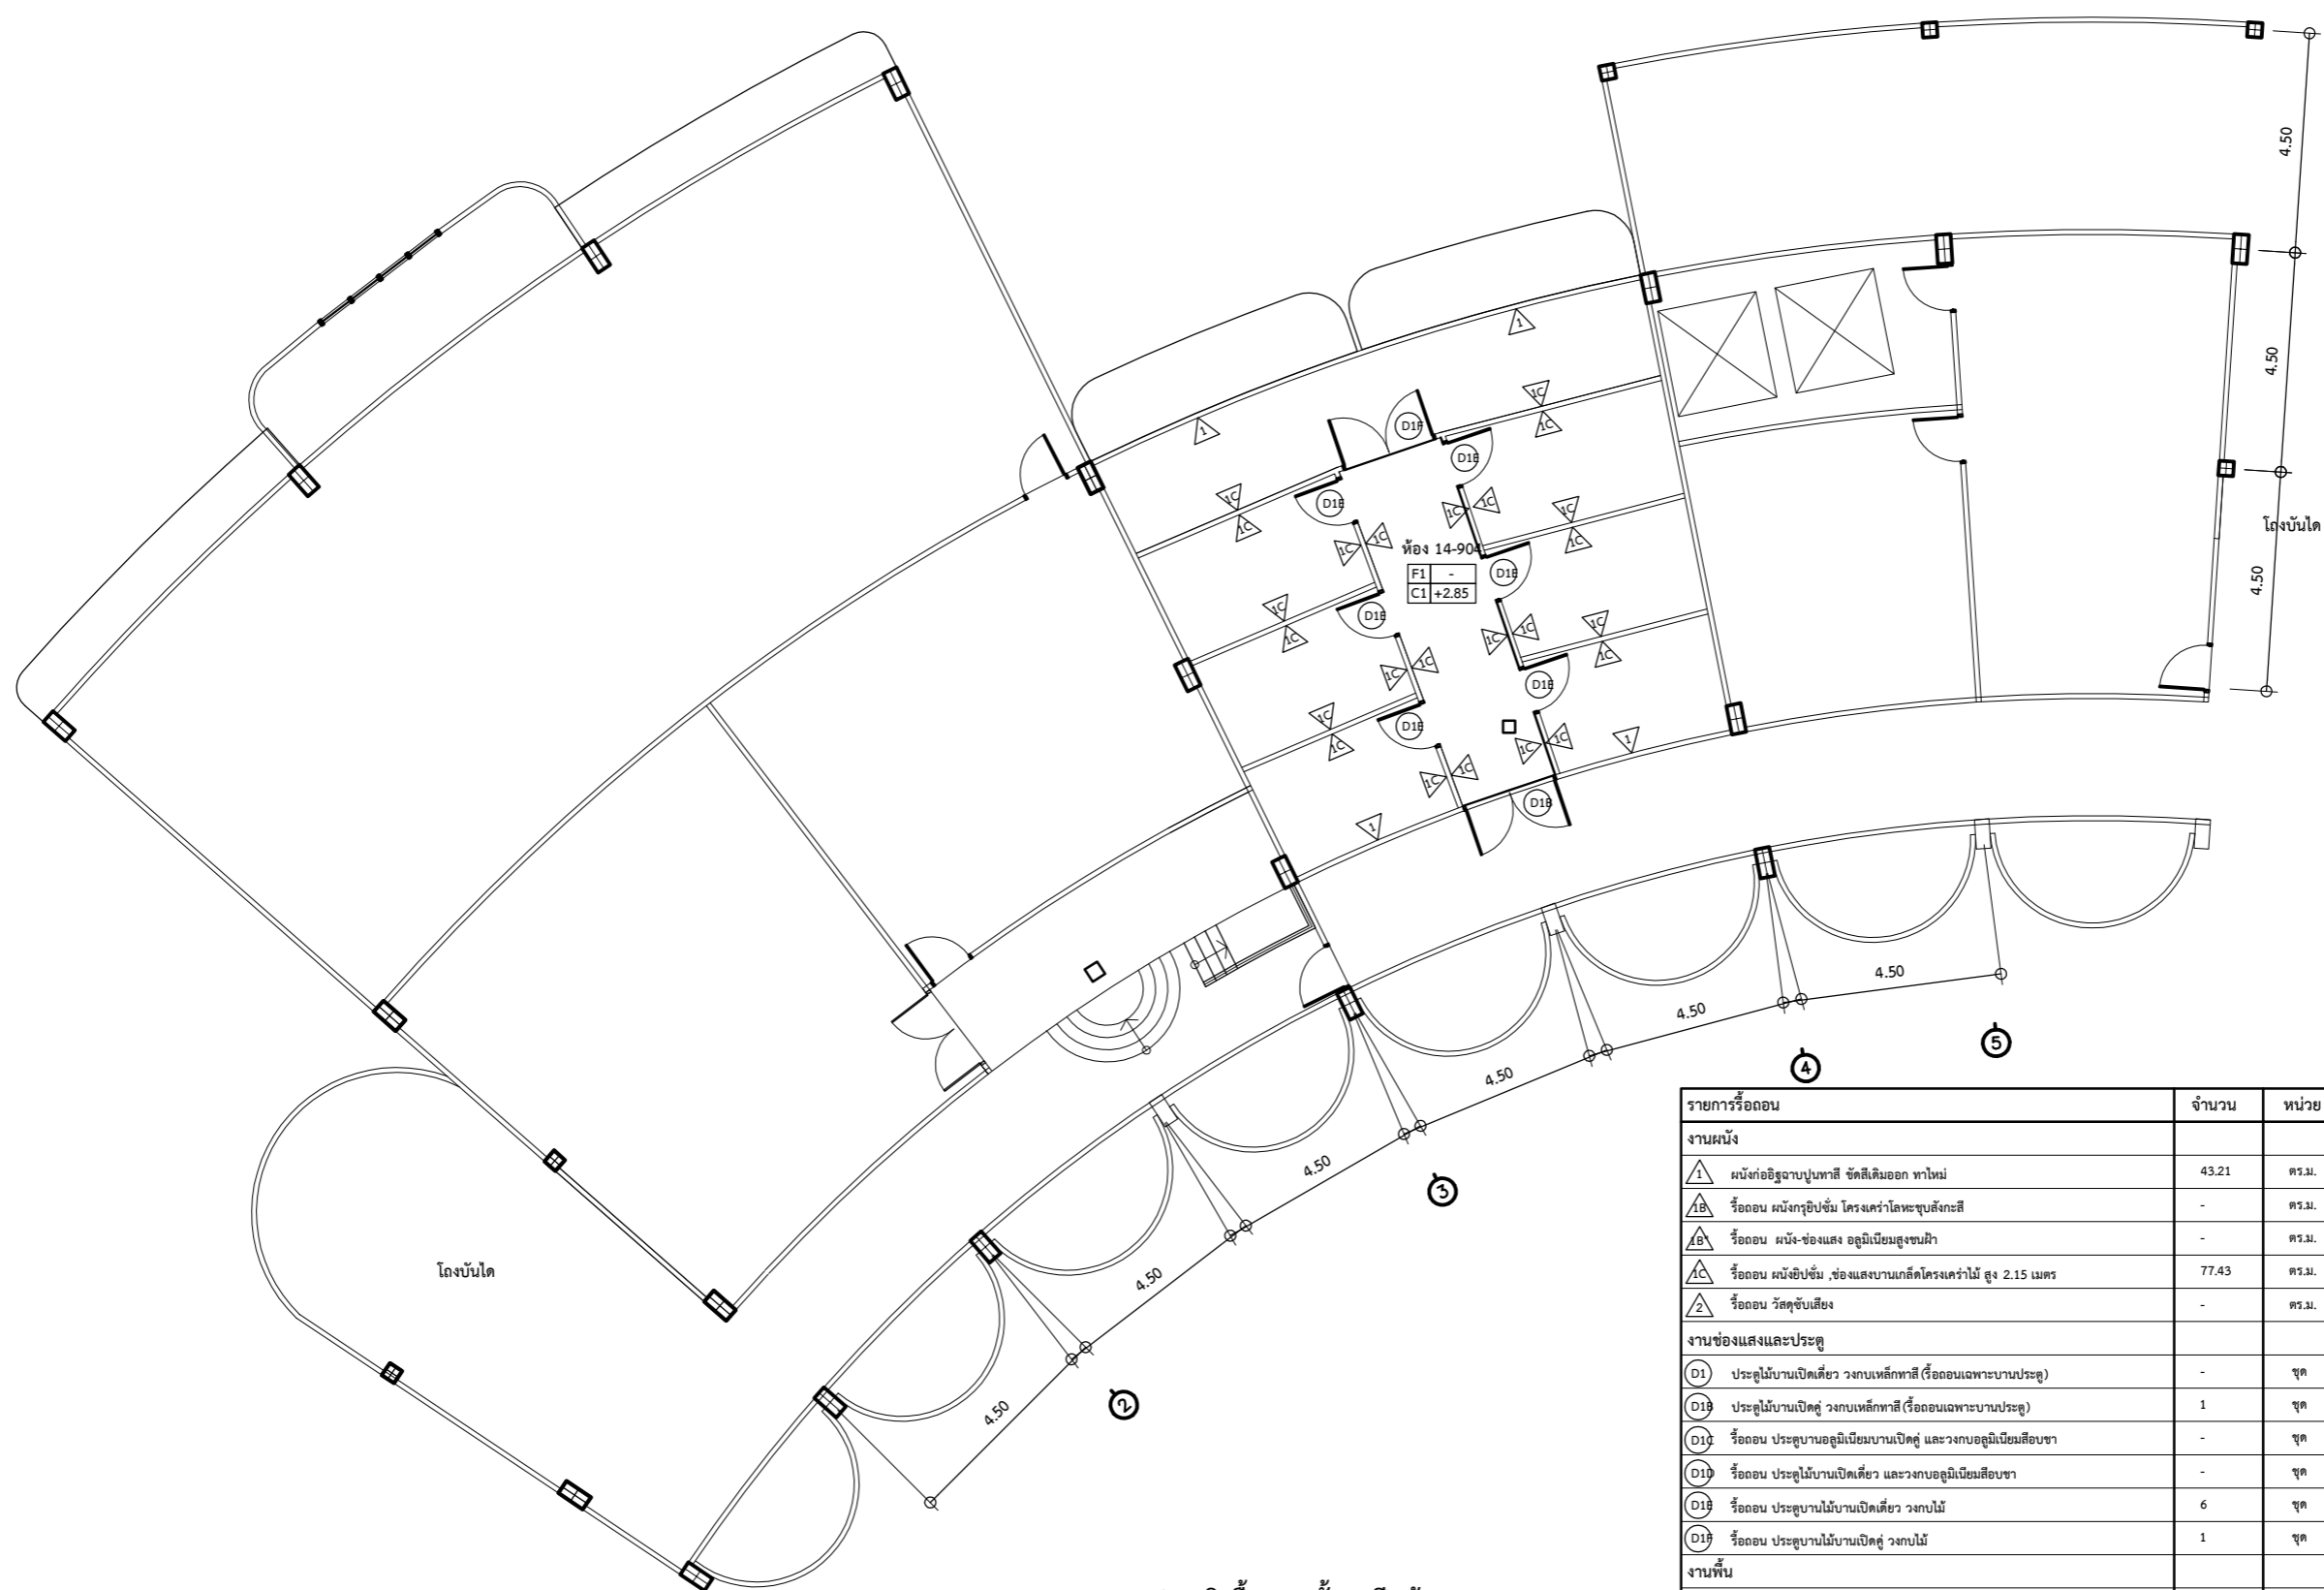 4.50
4.50
4.50
โถงบันได
1
1
1C
1C
D1F
D1E
1C
1C
D1E
1C
1C
1C
1C
1C
1C
ห้อง 14-904
F1 -
C1 +2.85
D1E
1C
1C
D1E
1C
1C
1C
1C
1C
1C
D1E
1C
1C
D1E
1C
1C
1C
1C
1
1C
1C
D1B
1
4.50
4.50
4.50
4.50
4.50
4.50
5
4
3
2
โถงบันได
รายการรื้อถอน จำนวน หน่วย
งานผนัง
1 ผนังก่ออิฐฉาบปูนทาสี ขัดสีเดิมออก ทาใหม่ 43.21 ตร.ม.
1B รื้อถอน ผนังกรุยิปซั่ม โครงเคร่าโลหะชุบสังกะสี - ตร.ม.
1B' รื้อถอน ผนัง-ช่องแสง อลูมิเนียมสูงชนฝ้า - ตร.ม.
1C รื้อถอน ผนังยิปซั่ม ,ช่องแสงบานเกล็ดโครงเคร่าไม้ สูง 2.15 เมตร 77.43 ตร.ม.
2 รื้อถอน วัสดุซับเสียง - ตร.ม.
งานช่องแสงและประตู
D1 ประตูไม้บานเปิดเดี่ยว วงกบเหล็กทาสี (รื้อถอนเฉพาะบานประตู) - ชุด
D1B ประตูไม้บานเปิดคู่ วงกบเหล็กทาสี (รื้อถอนเฉพาะบานประตู) 1 ชุด
D1C รื้อถอน ประตูบานอลูมิเนียมบานเปิดคู่ และวงกบอลูมิเนียมสีอบชา - ชุด
D1D รื้อถอน ประตูไม้บานเปิดเดี่ยว และวงกบอลูมิเนียมสีอบชา - ชุด
D1E รื้อถอน ประตูบานไม้บานเปิดเดี่ยว วงกบไม้ 6 ชุด
D1F รื้อถอน ประตูบานไม้บานเปิดคู่ วงกบไม้ 1 ชุด
งานพื้น